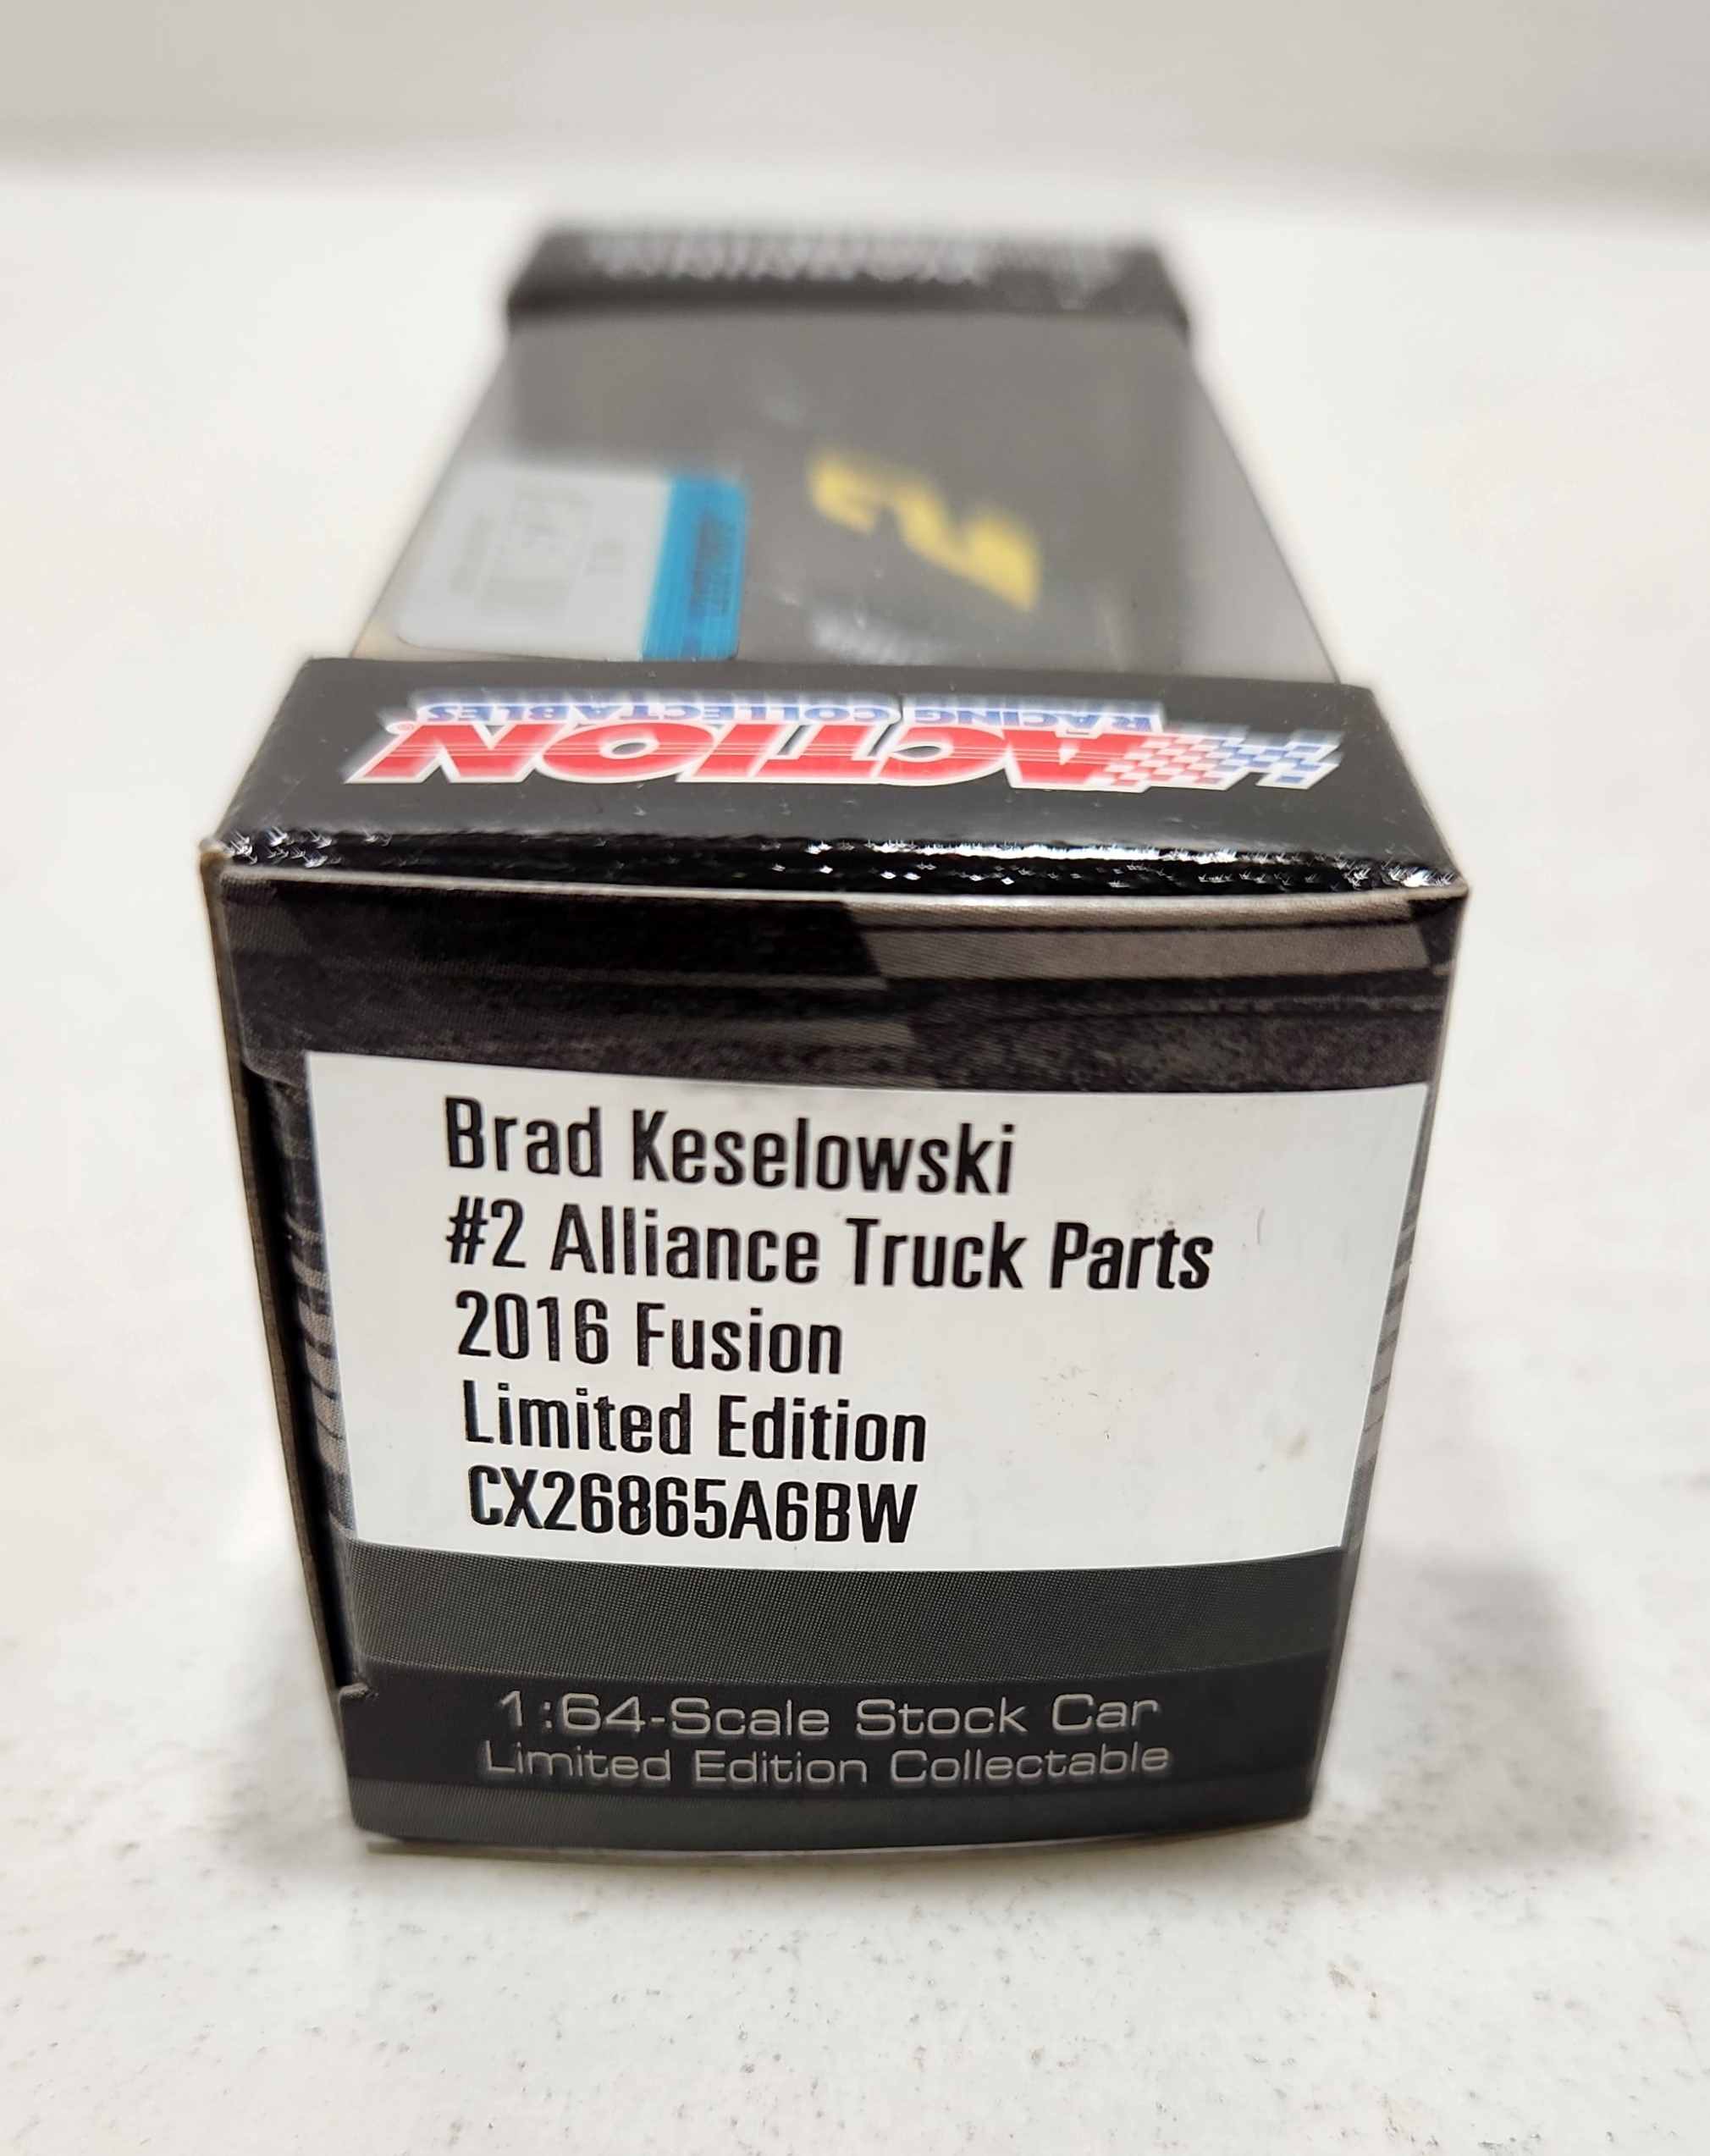 2
ACTION
RACING COLLECTABLES
Brad Keselowski
#2 Alliance Truck Parts
2016 Fusion
Limited Edition
CX26865A6BW
1:64-Scale Stock Car
Limited Edition Collectable